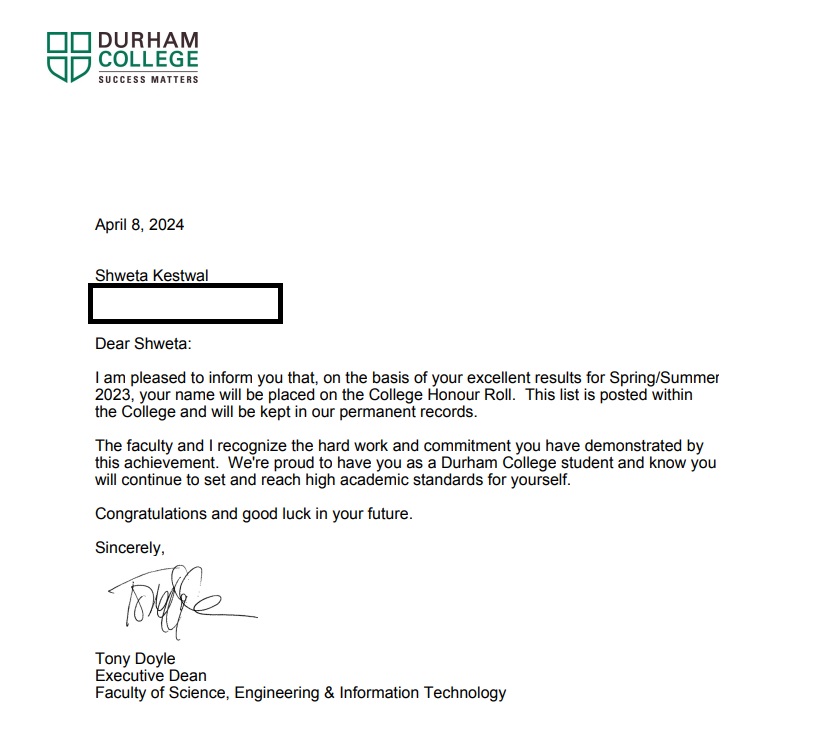 DURHAM
COLLEGE
SUCCESS MATTERS
April 8, 2024
Shweta Kestwal
Dear Shweta:
I am pleased to inform you that, on the basis of your excellent results for Spring/Summer
2023, your name will be placed on the College Honour Roll.  This list is posted within
the College and will be kept in our permanent records.
The faculty and I recognize the hard work and commitment you have demonstrated by
this achievement.  We're proud to have you as a Durham College student and know you
will continue to set and reach high academic standards for yourself.
Congratulations and good luck in your future.
Sincerely,
Tony Doyle
Executive Dean
Faculty of Science, Engineering & Information Technology